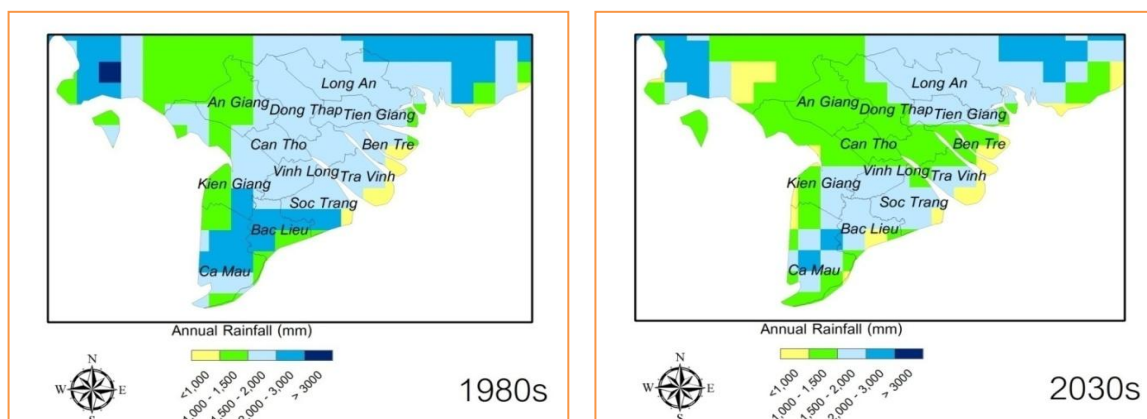 Long An
An Giang
Dong Thap
Tien Giang
Can Tho
Ben Tre
Vinh Long
Kien Giang
Tra Vinh
Soc Trang
Bac Lieu
Ca Mau
Annual Rainfall (mm)
N
W E
S
<1,000
1,000 - 1,500
1,500 - 2,000
2,000 - 3,000
> 3000
1980s
Long An
An Giang
Dong Thap
Tien Giang
Can Tho
Ben Tre
Vinh Long
Kien Giang
Tra Vinh
Soc Trang
Bac Lieu
Ca Mau
Annual Rainfall (mm)
N
W E
S
<1,000
1,000 - 1,500
1,500 - 2,000
2,000 - 3,000
> 3000
2030s